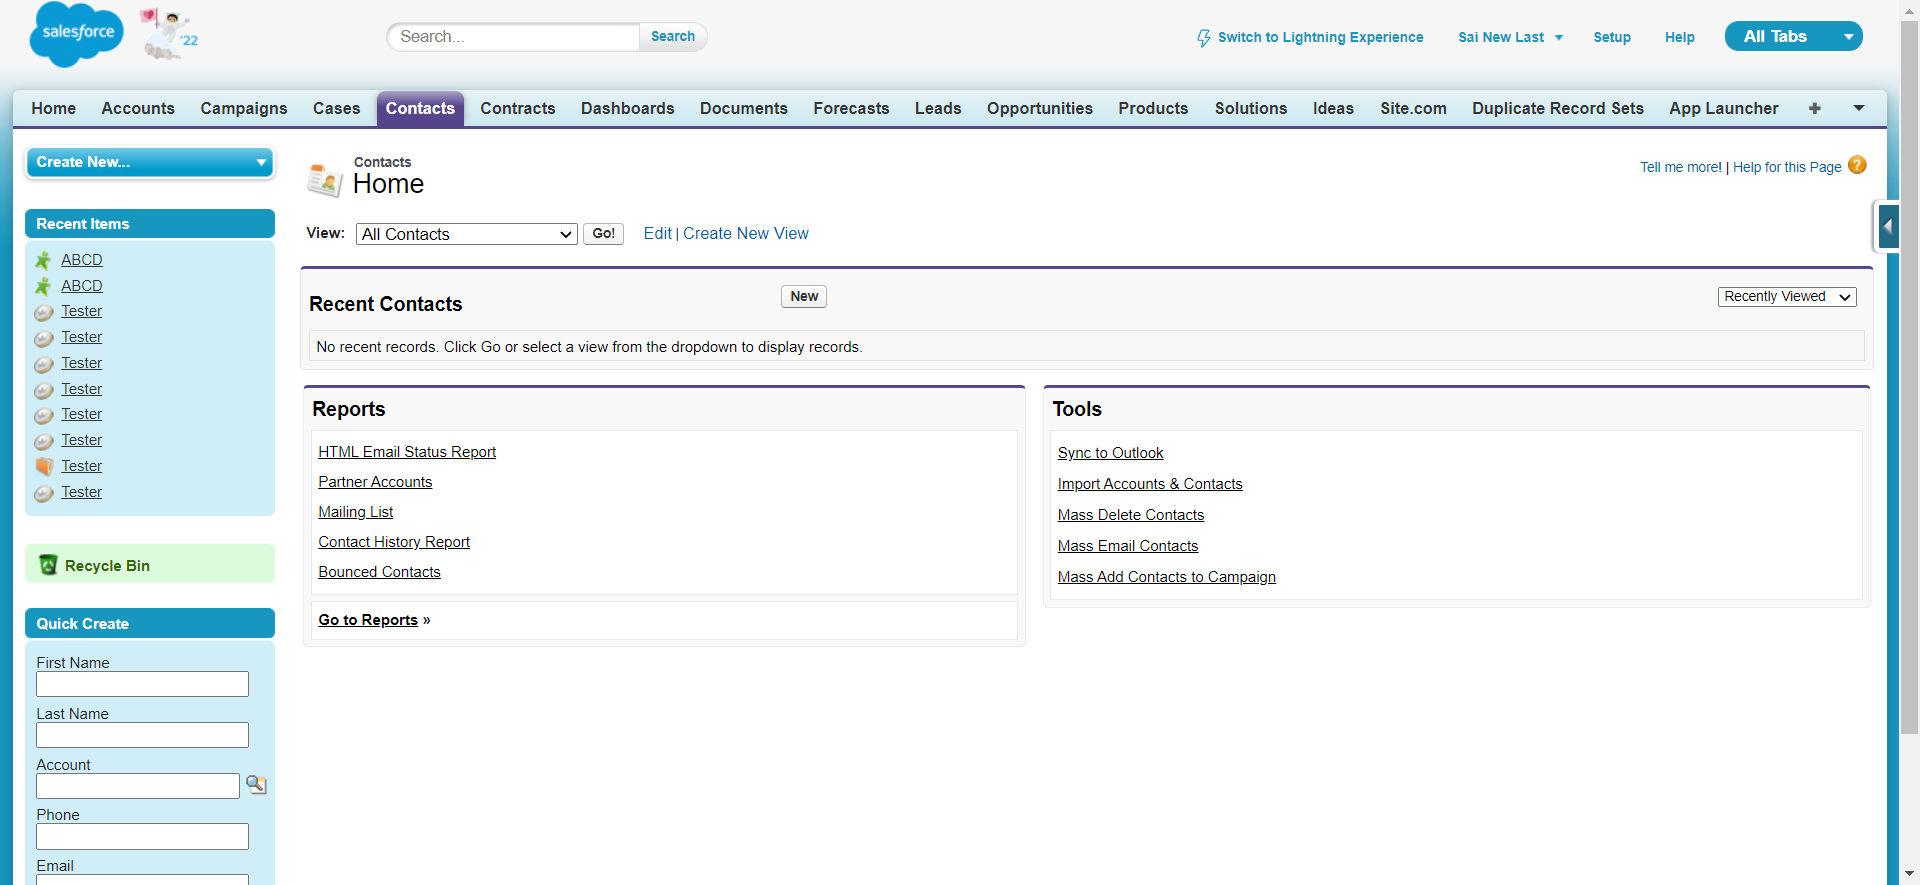 salesforce
'22
Search...
Search
Switch to Lightning Experience
Sai New Last
Setup
Help
All Tabs
Home Accounts Campaigns Cases Contacts Contracts Dashboards Documents Forecasts Leads Opportunities Products Solutions Ideas Site.com Duplicate Record Sets App Launcher +
Create New...
Recent Items
ABCD
ABCD
Tester
Tester
Tester
Tester
Tester
Tester
Tester
Tester
Recycle Bin
Quick Create
First Name
Last Name
Account
Phone
Email
Contacts
Home
Tell me more! | Help for this Page ?
View: All Contacts Go! Edit | Create New View
Recent Contacts
New
Recently Viewed
No recent records. Click Go or select a view from the dropdown to display records.
Reports
HTML Email Status Report
Partner Accounts
Mailing List
Contact History Report
Bounced Contacts
Go to Reports »
Tools
Sync to Outlook
Import Accounts & Contacts
Mass Delete Contacts
Mass Email Contacts
Mass Add Contacts to Campaign